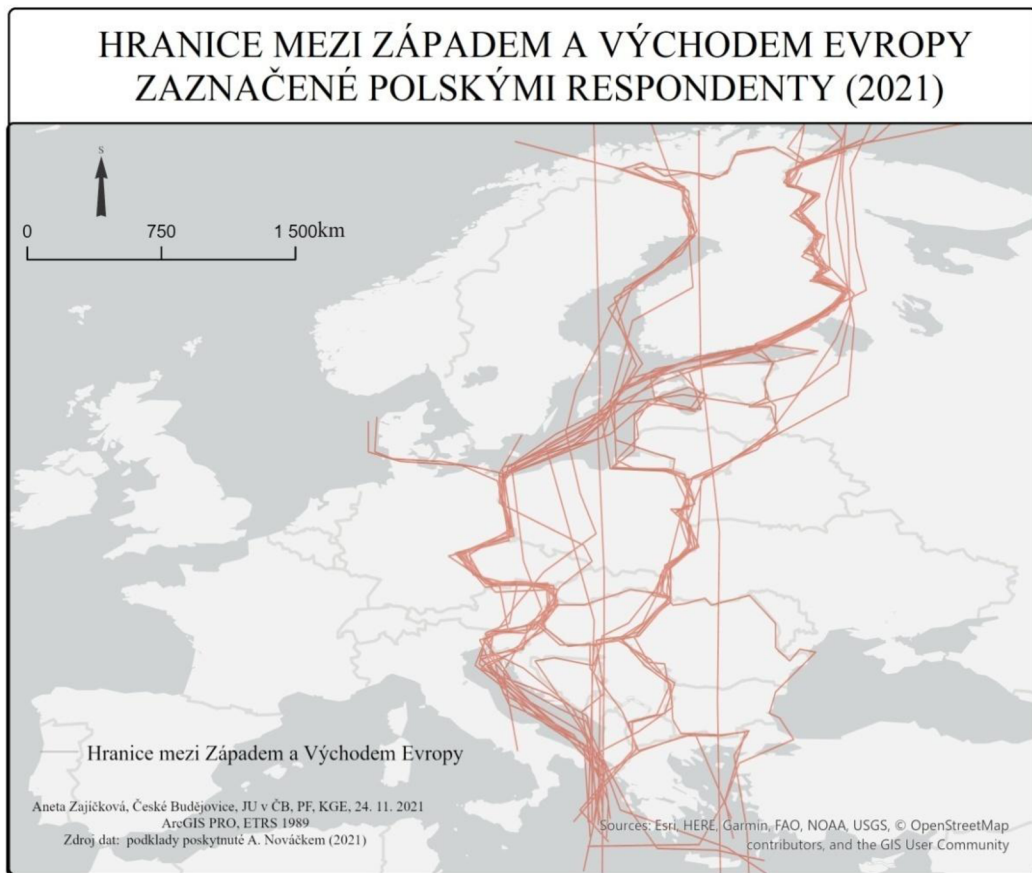 HRANICE MEZI ZÁPADEM A VÝCHODEM EVROPY
ZAZNAČENÉ POLSKÝMI RESPONDENTY (2021)
S
0 750 1 500km
Hranice mezi Západem a Východem Evropy
Aneta Zajíčková, České Budějovice, JU v ČB, PF, KGE, 24. 11. 2021
ArcGIS PRO, ETRS 1989
Zdroj dat: podklady poskytnuté A. Nováčkem (2021)
Sources: Esri, HERE, Garmin, FAO, NOAA, USGS, © OpenStreetMap
contributors, and the GIS User Community